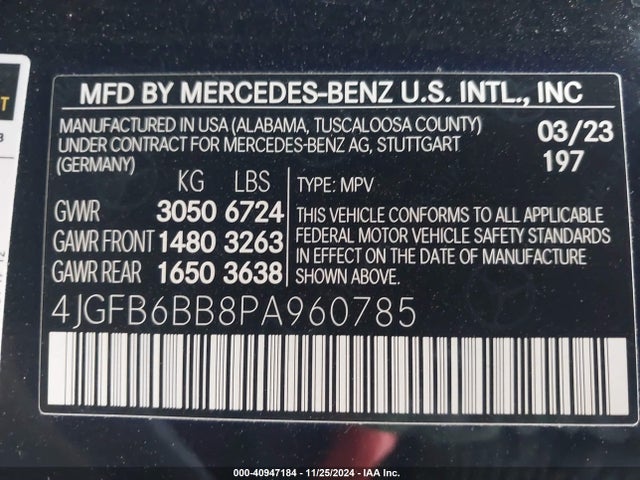 MFD BY MERCEDES-BENZ U.S. INTL., INC
MANUFACTURED IN USA (ALABAMA, TUSCALOOSA COUNTY)
UNDER CONTRACT FOR MERCEDES-BENZ AG, STUTTGART
(GERMANY)
03/23
197
KG LBS
GWWR 3050 6724
GAWR FRONT 1480 3263
GAWR REAR 1650 3638
TYPE: MPV
THIS VEHICLE CONFORMS TO ALL APPLICABLE
FEDERAL MOTOR VEHICLE SAFETY STANDARDS
IN EFFECT ON THE DATE OF MANUFACTURE
SHOWN ABOVE.
4JGFB6BB8PA960785
000-40947184 - 11/25/2024 - IAA Inc.